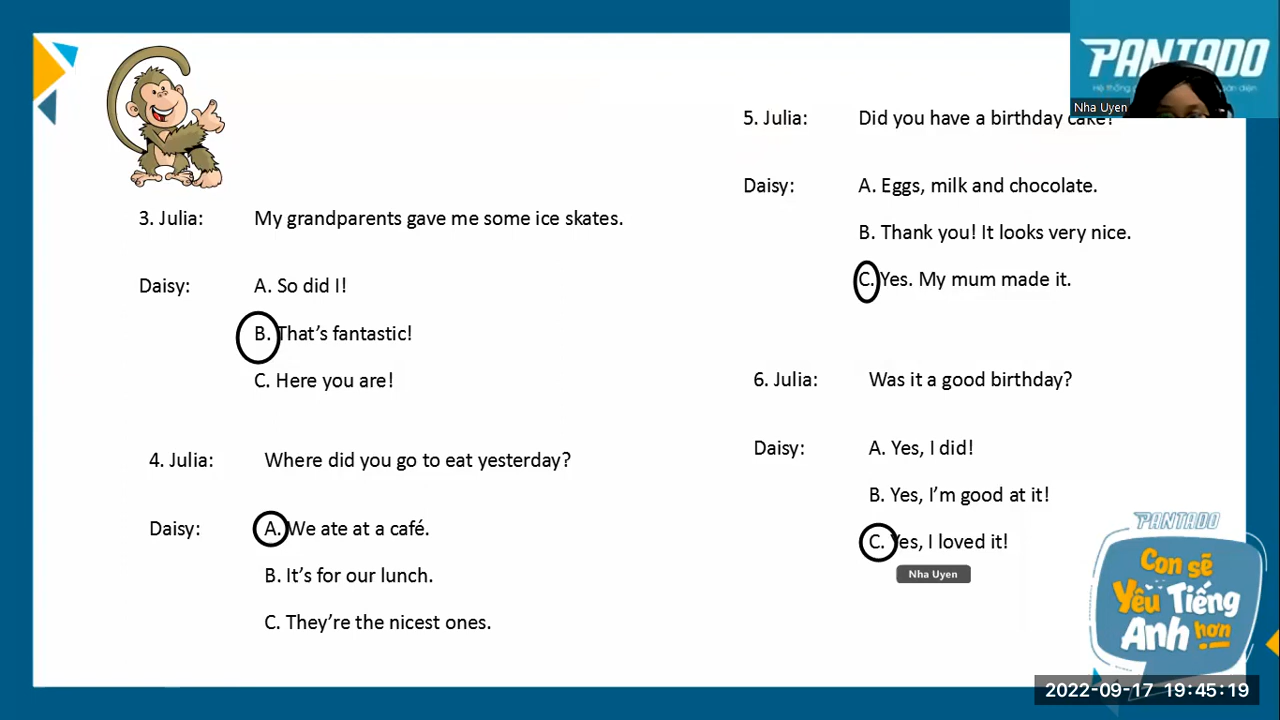 3. Julia: My grandparents gave me some ice skates.
Daisy: A. So did I!
B. That's fantastic!
C. Here you are!
4. Julia: Where did you go to eat yesterday?
Daisy: A. We ate at a café.
B. It's for our lunch.
C. They're the nicest ones.
PANTADO
Nha Uyen
5. Julia: Did you have a birthday cake?
Daisy: A. Eggs, milk and chocolate.
B. Thank you! It looks very nice.
C. Yes. My mum made it.
6. Julia: Was it a good birthday?
Daisy: A. Yes, I did!
B. Yes, I'm good at it!
C. Yes, I loved it!
Nha Uyen
PANTADO
Con sẽ
Yêu Tiếng
Anh hơn
2022-09-17 19:45:19